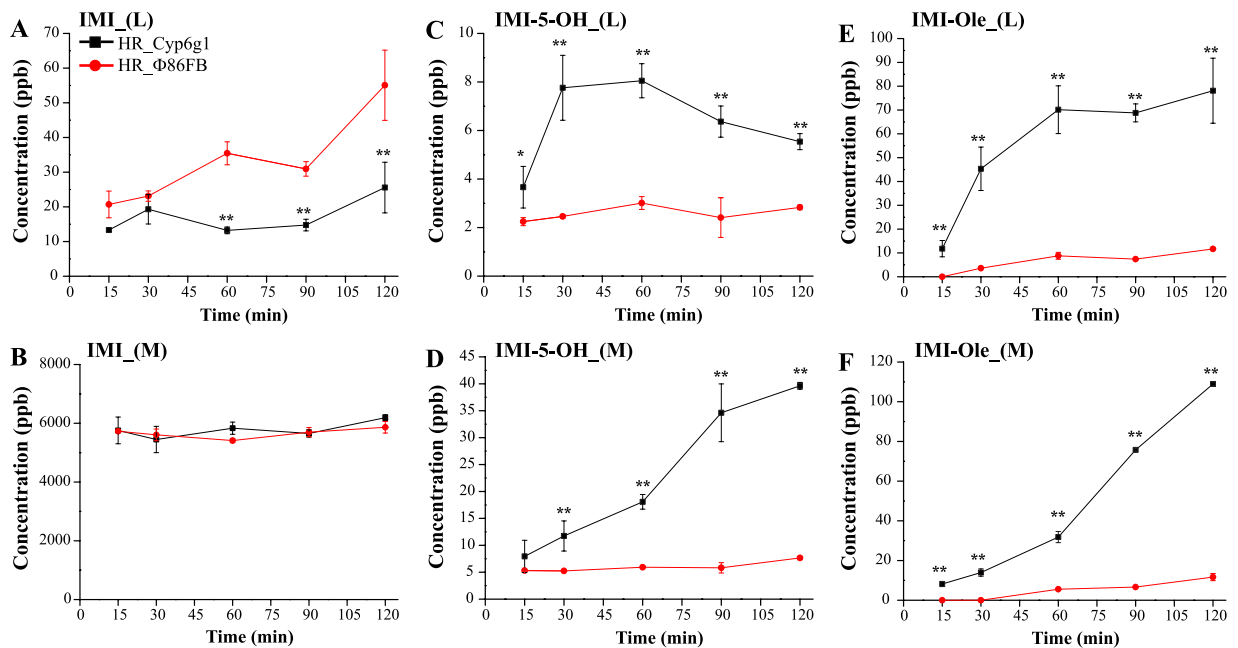 A IMI_(L)
HR_Cyp6g1
HR_Φ86FB
Concentration (ppb)
70
60
50
40
30
20
10
0
** ** **
0 15 30 45 60 75 90 105 120
Time (min)
B IMI_(M)
Concentration (ppb)
8000
6000
4000
2000
0
0 15 30 45 60 75 90 105 120
Time (min)
C IMI-5-OH_(L)
Concentration (ppb)
10
8
6
4
2
0
* ** ** ** **
0 15 30 45 60 75 90 105 120
Time (min)
D IMI-5-OH_(M)
Concentration (ppb)
45
40
35
30
25
20
15
10
5
0
** ** ** **
0 15 30 45 60 75 90 105 120
Time (min)
E IMI-Ole_(L)
Concentration (ppb)
100
90
80
70
60
50
40
30
20
10
0
** ** ** ** **
0 15 30 45 60 75 90 105 120
Time (min)
F IMI-Ole_(M)
Concentration (ppb)
120
100
80
60
40
20
0
** ** ** ** **
0 15 30 45 60 75 90 105 120
Time (min)